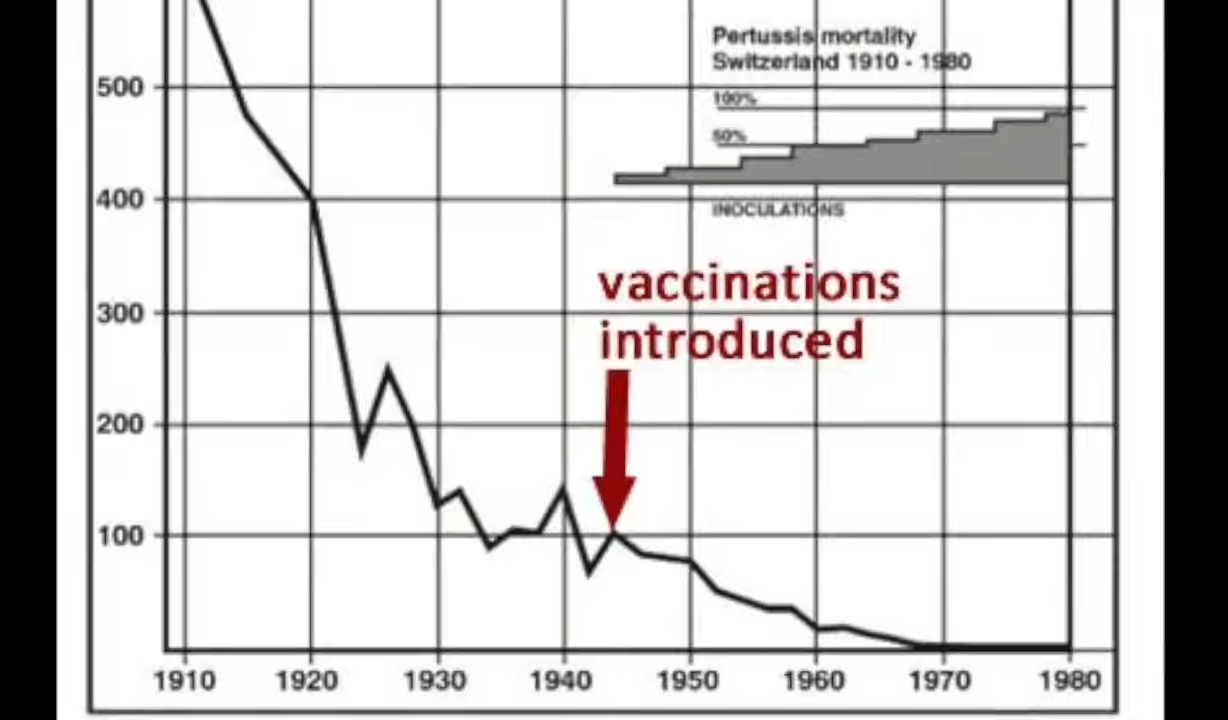 Pertussis mortality
Switzerland 1910 - 1980
500
100%
50%
400
INOCULATIONS
vaccinations
300
introduced
200
100
1910 1920 1930 1940 1950 1960 1970 1980